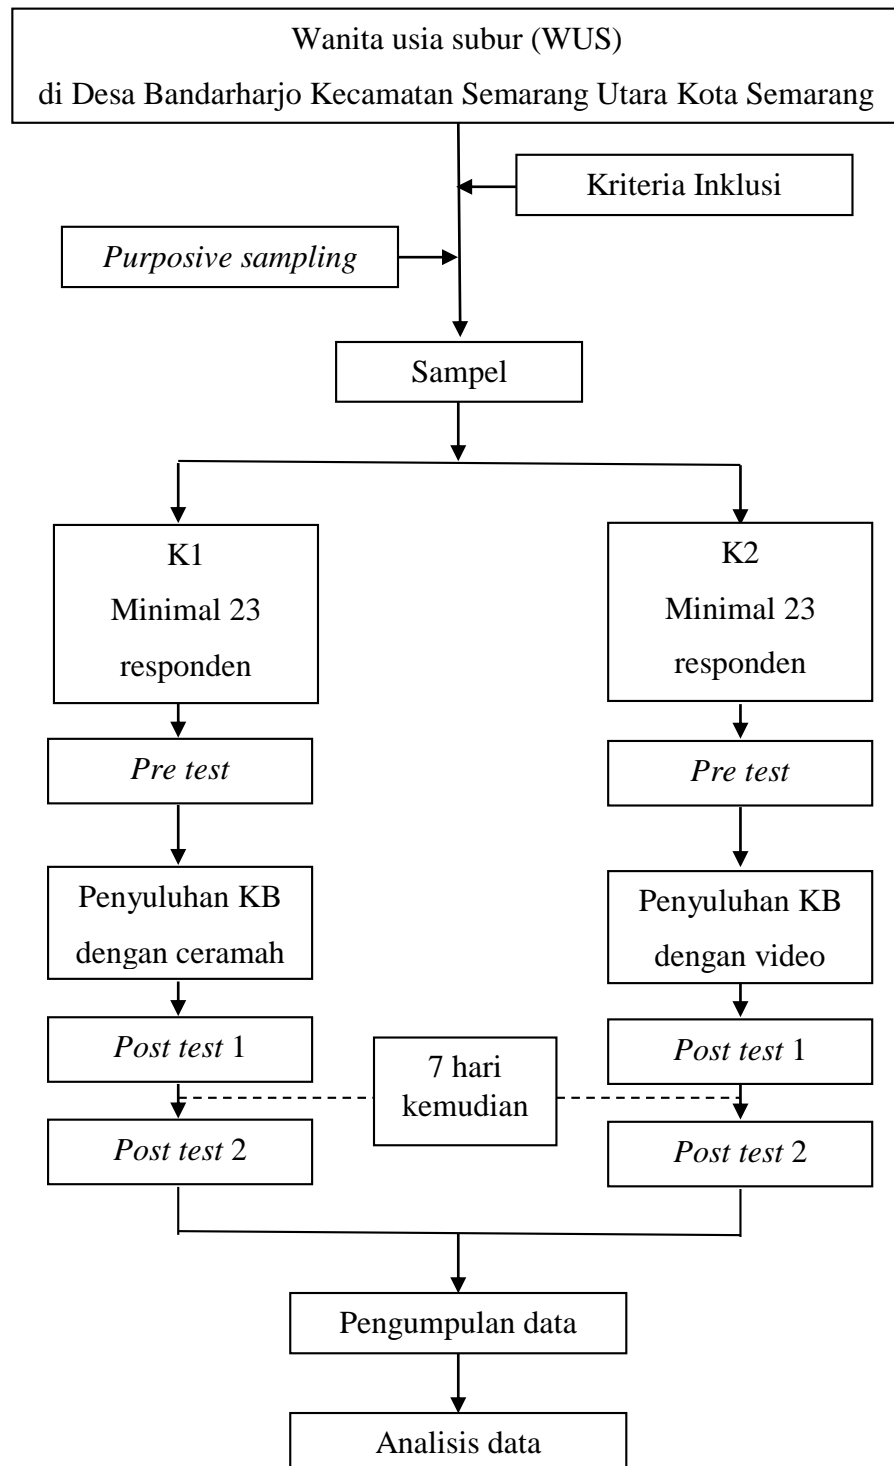 Wanita usia subur (WUS)
di Desa Bandarharjo Kecamatan Semarang Utara Kota Semarang
Kriteria Inklusi
Purposive sampling
Sampel
K1
Minimal 23
responden
K2
Minimal 23
responden
Pre test
Pre test
Penyuluhan KB
dengan ceramah
Penyuluhan KB
dengan video
Post test 1
Post test 1
7 hari
kemudian
Post test 2
Post test 2
Pengumpulan data
Analisis data